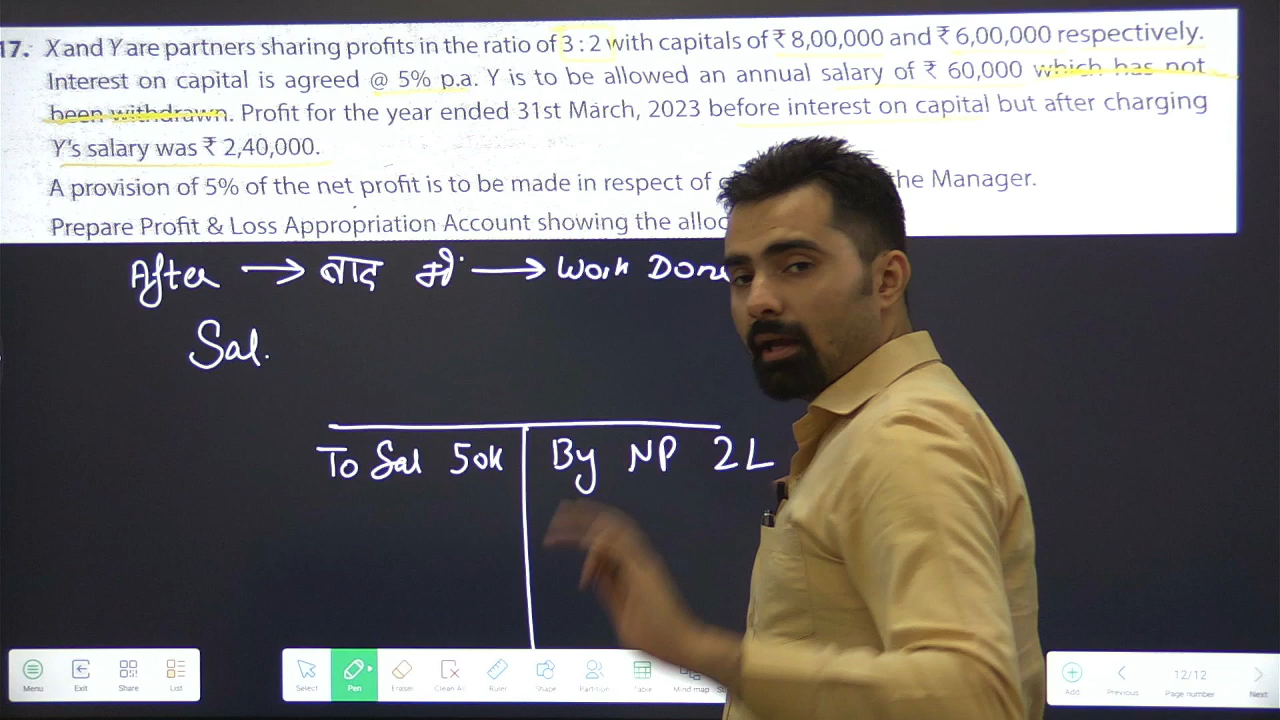 17. X and Y are partners sharing profits in the ratio of 3 : 2 with capitals of ₹ 8,00,000 and ₹ 6,00,000 respectively.
Interest on capital is agreed @ 5% p.a. Y is to be allowed an annual salary of ₹ 60,000 which has not
been withdrawn. Profit for the year ended 31st March, 2023 before interest on capital but after charging
Y's salary was ₹ 2,40,000.
A provision of 5% of the net profit is to be made in respect of the Manager.
Prepare Profit & Loss Appropriation Account showing the
After → बाद में → Work Done
Sal.
To Sal 50k By NP 2L
Menu Exit Share List Select Pen Eraser Clean All Ruler Shape Partition Table Mind map Add Previous 12/12 Page number Next